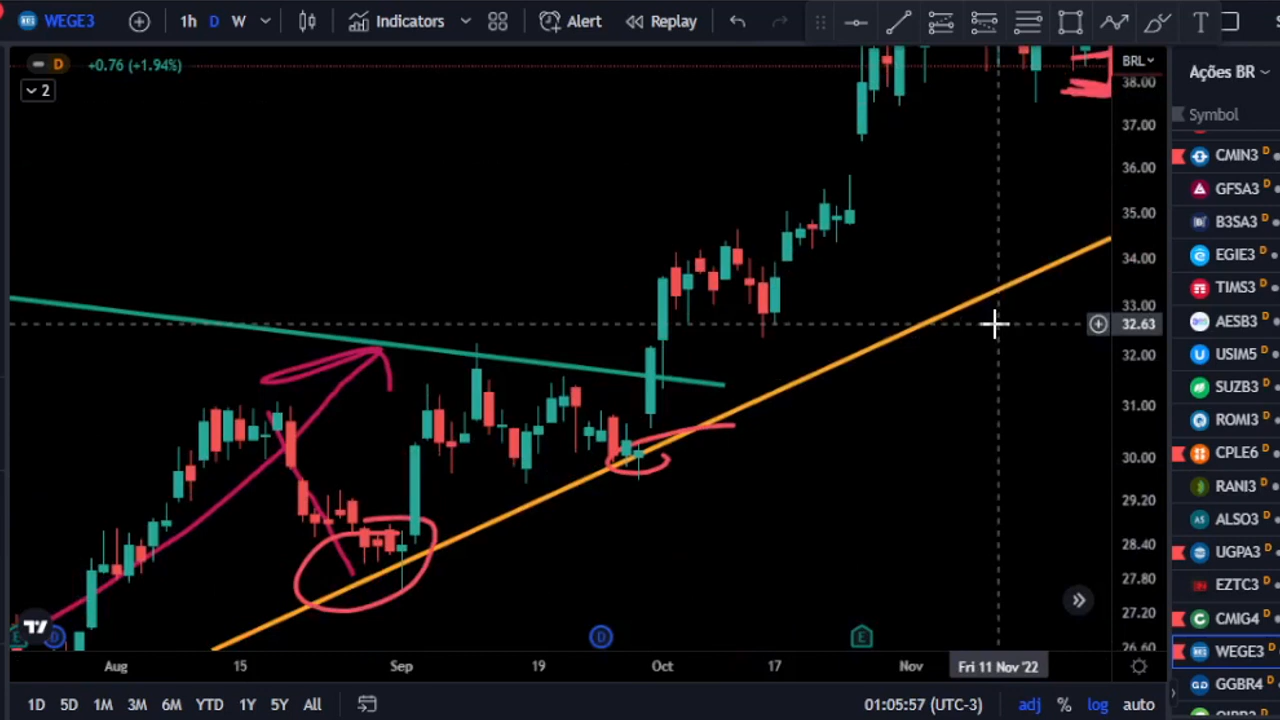 WEGE3 1h D W Indicators Alert Replay T
D +0.76 (+1.94%) BRL Ações BR
2 38.00
Symbol
37.00
CMIN3 D
36.00
GFSA3 D
35.00 B3SA3 D
34.00 EGIE3 D
33.00 TIMS3 D
32.63 AESB3 D
32.00 USIM5 D
31.00 SUZB3 D
ROMI3 D
30.00 CPLE6 D
29.20 RANI3 D
28.40 ALSO3 D
27.80 UGPA3 D
27.20 EZTC3 D
CMIG4 D
E D D E 26.60 WEGE3 D
Aug 15 Sep 19 Oct 17 Nov Fri 11 Nov '22
GGBR4 D
1D 5D 1M 3M 6M YTD 1Y 5Y All 01:05:57 (UTC-3) adj % log auto